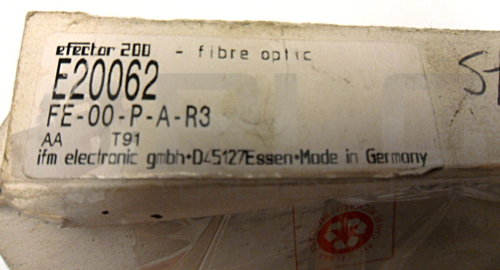 efector 200 - fibre optic
E20062
FE-00-P-A-R3
AA T91
ifm electronic gmbh•D45127Essen•Made in Germany